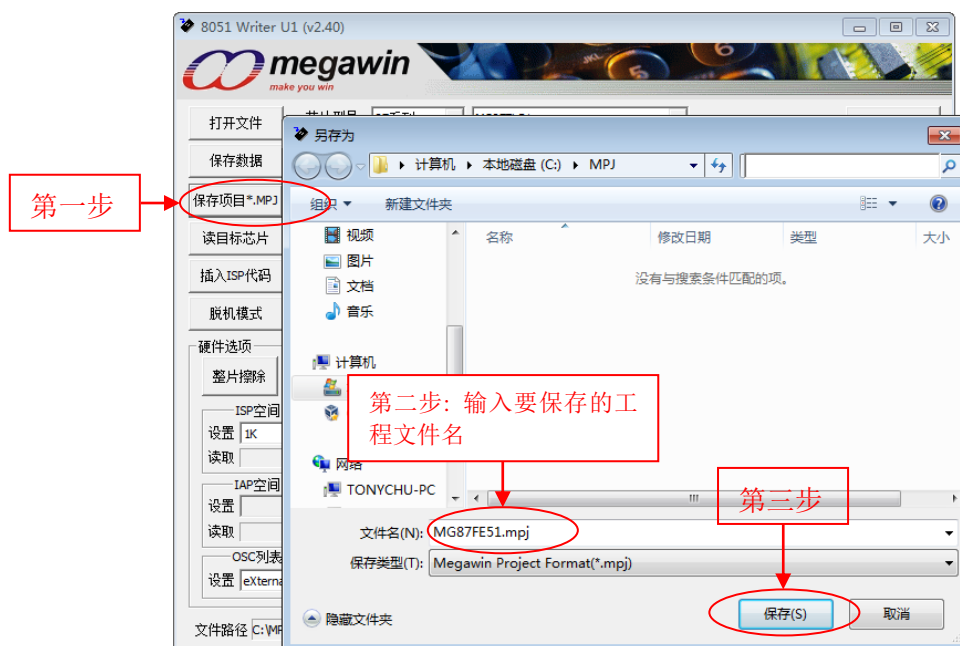 8051 Writer U1 (v2.40)
megawin
make you win
打开文件
另存为
保存数据
计算机 本地磁盘 (C:) MPJ
第一步
保存项目*.MPJ
组织 新建文件夹
读目标芯片
视频
名称 修改日期 类型 大小
图片
插入ISP代码
文档
没有与搜索条件匹配的项。
脱机模式
音乐
硬件选项
计算机
整片擦除
第二步: 输入要保存的工
程文件名
ISP空间
设置 1K
读取
网络
IAP空间
TONYCHU-PC
第三步
设置
读取
文件名(N): MG87FE51.mpj
OSC列表
保存类型(T): Megawin Project Format(*.mpj)
设置 eXterna
隐藏文件夹
保存(S)
取消
文件路径 C:\MP